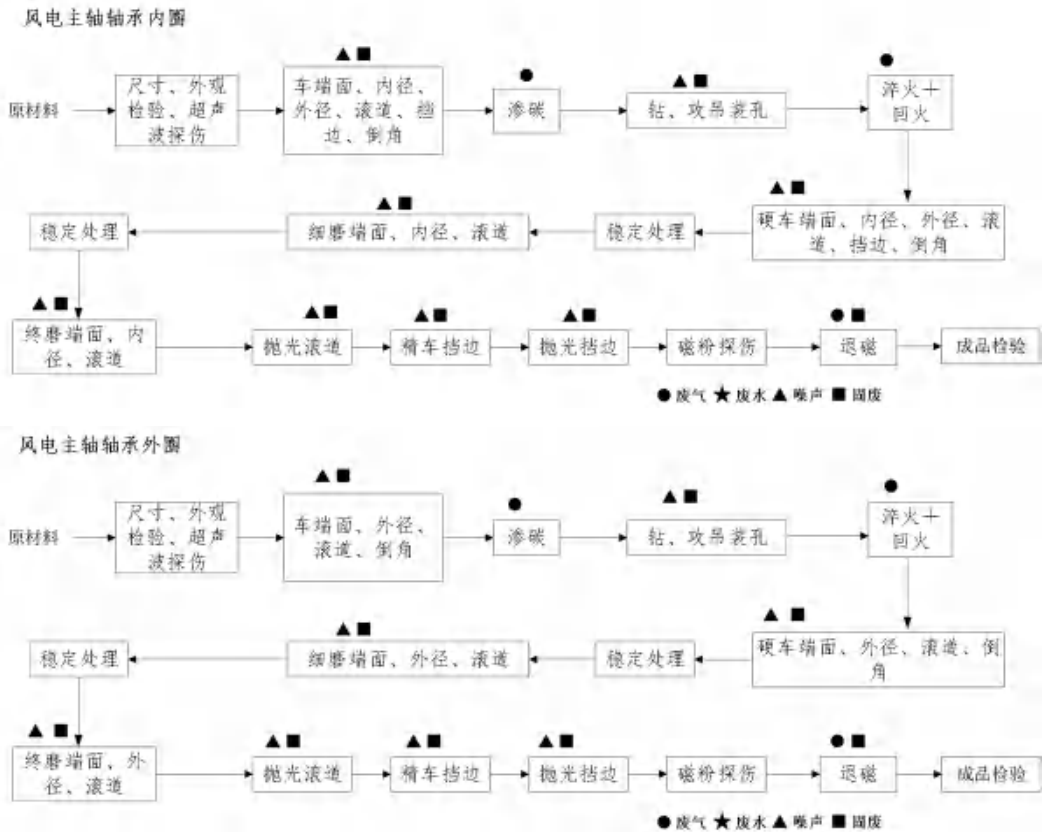 风电主轴轴承内圈
原材料
尺寸、外观
检验、超声
波探伤
车端面、内径、
外径、滚道、挡
边、倒角
渗碳
钻、攻吊装孔
淬火+
回火
硬车端面、内径、外径、滚
道、挡边、倒角
稳定处理
细磨端面、内径、滚道
稳定处理
终磨端面、内
径、滚道
抛光滚道
精车挡边
抛光挡边
磁粉探伤
退磁
成品检验
●废气 ★废水 ▲噪声 ■固废
风电主轴轴承外圈
原材料
尺寸、外观
检验、超声
波探伤
车端面、外径、
滚道、倒角
渗碳
钻、攻吊装孔
淬火+
回火
硬车端面、外径、滚道、倒
角
稳定处理
细磨端面、外径、滚道
稳定处理
终磨端面、外
径、滚道
抛光滚道
精车挡边
抛光挡边
磁粉探伤
退磁
成品检验
●废气 ★废水 ▲噪声 ■固废